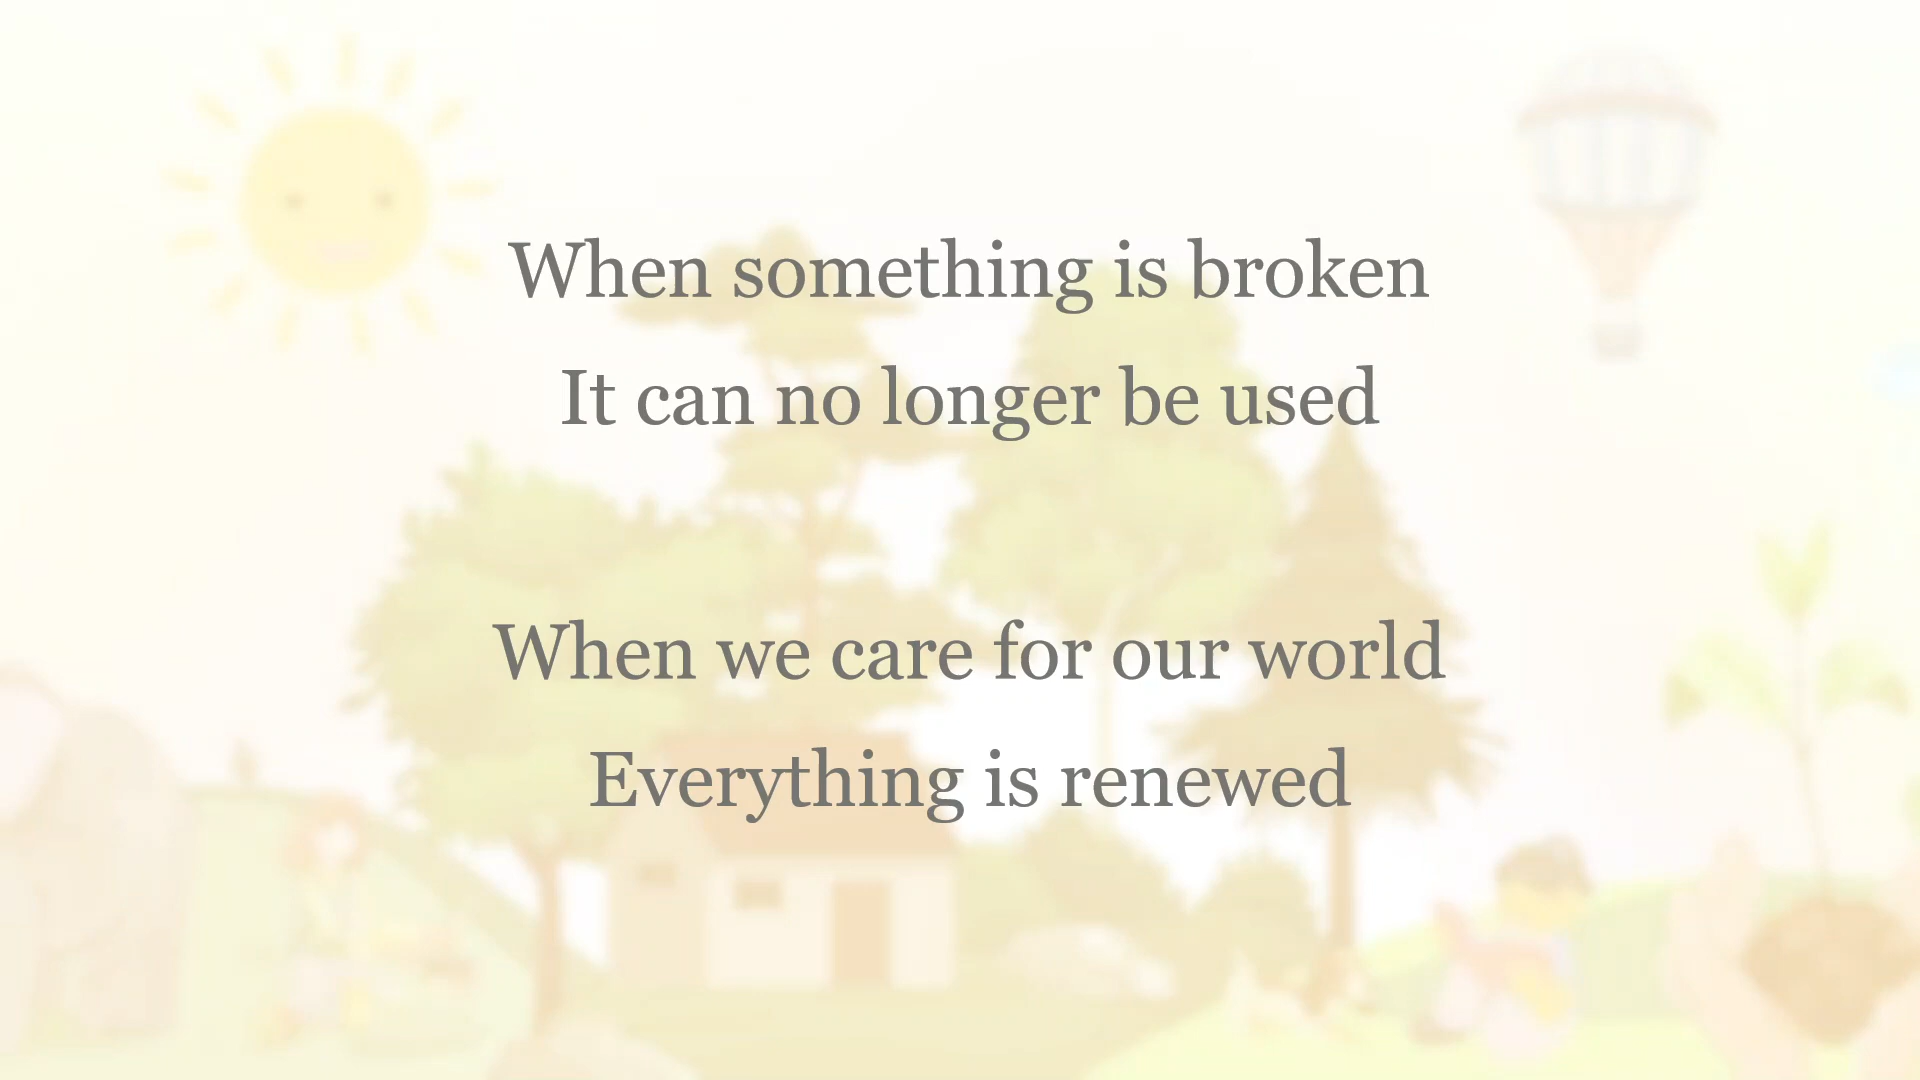 When something is broken
It can no longer be used
When we care for our world
Everything is renewed